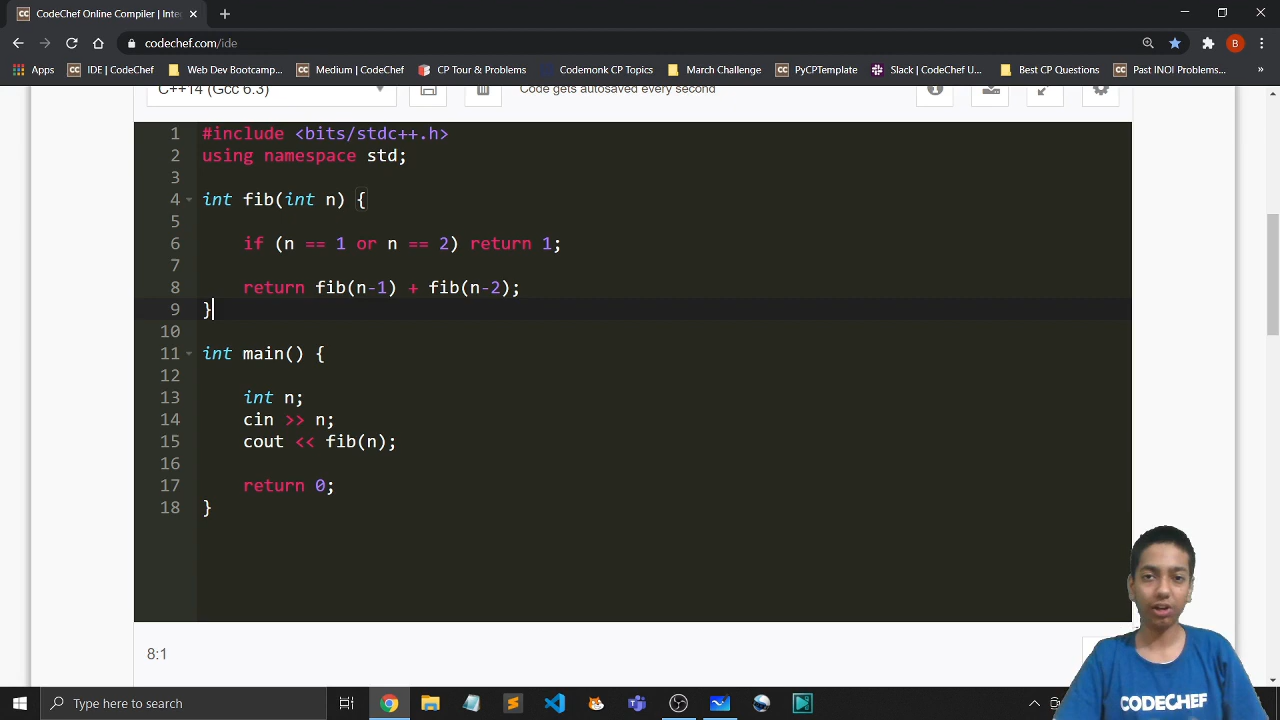 CodeChef Online Compiler | Inte
codechef.com/ide
B
Apps IDE | CodeChef Web Dev Bootcamp... Medium | CodeChef CP Tour & Problems Codemonk CP Topics March Challenge PyCPTemplate Slack | CodeChef U... Best CP Questions Past INOI Problems...
C++14 (Gcc 6.3) Code gets autosaved every second
1 #include <bits/stdc++.h>
2 using namespace std;
3
4 int fib(int n) {
5
6 if (n == 1 or n == 2) return 1;
7
8 return fib(n-1) + fib(n-2);
9 }
10
11 int main() {
12
13 int n;
14 cin >> n;
15 cout << fib(n);
16
17 return 0;
18 }
8:1
CODECHEF
Type here to search